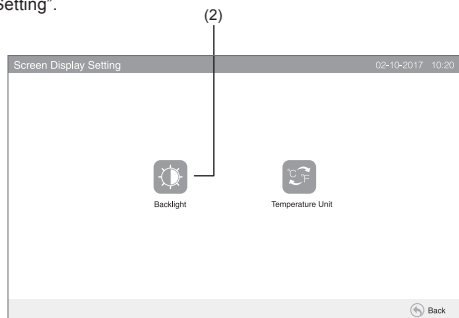 Setting".
(2)
Screen Display Setting 02-10-2017 10:20
°C °F
Backlight Temperature Unit
Back